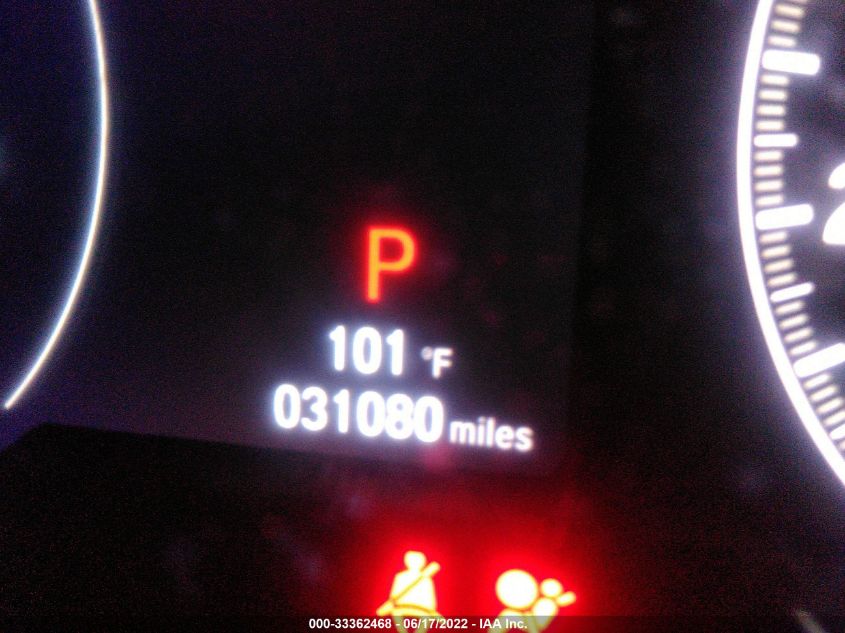 P
101 °F
031080 miles
000-33362468 - 06/17/2022 - IAA Inc.